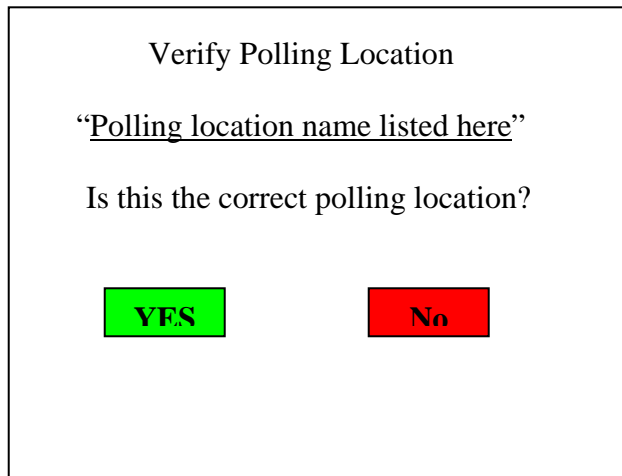 Verify Polling Location
“Polling location name listed here”
Is this the correct polling location?
YES No